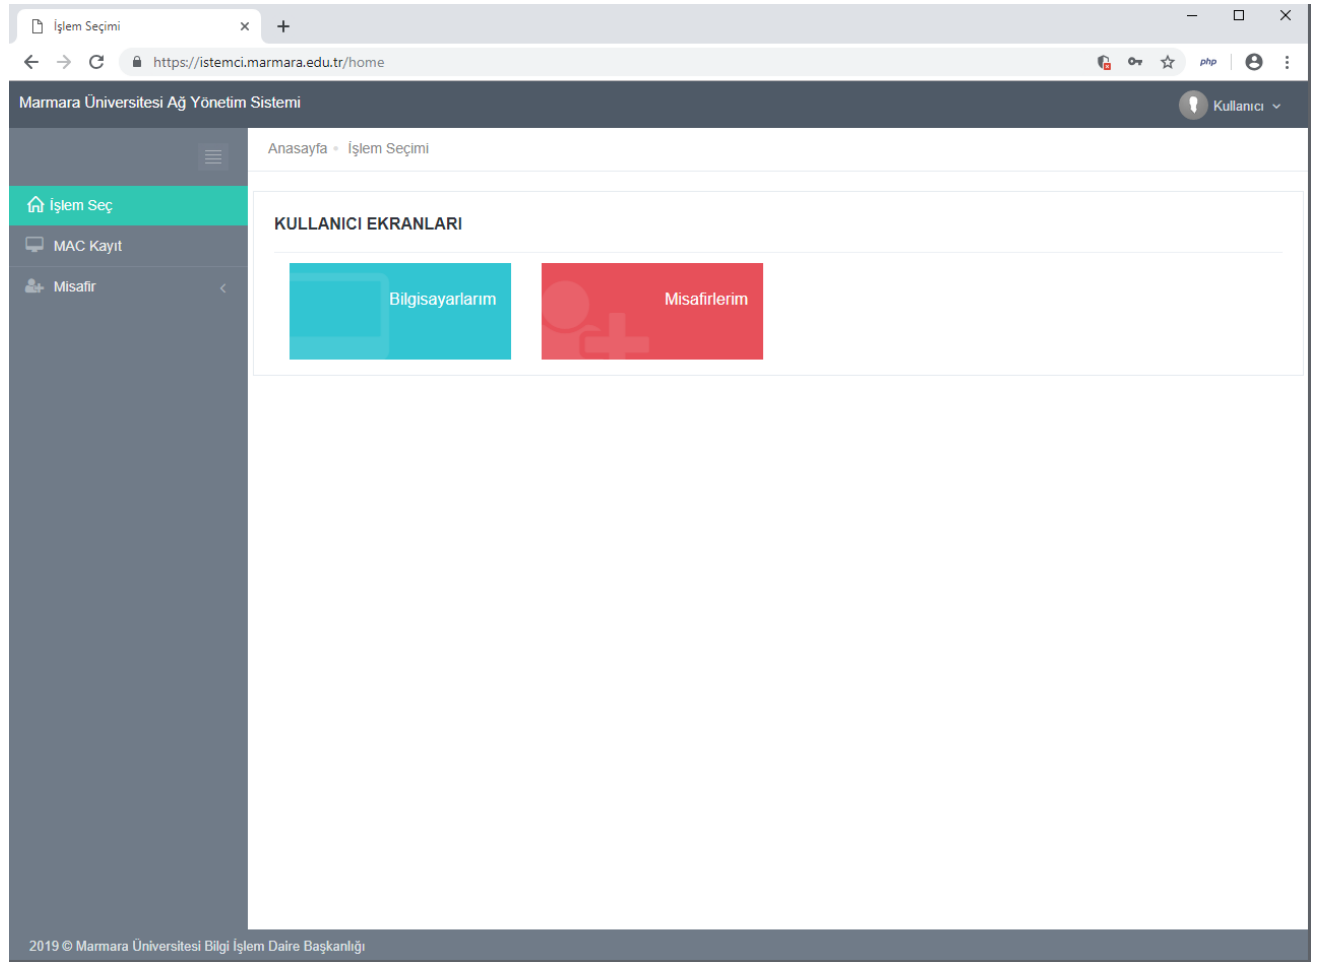 İşlem Seçimi
https://istemci.marmara.edu.tr/home
php
Marmara Üniversitesi Ağ Yönetim Sistemi
Kullanıcı
Anasayfa • İşlem Seçimi
İşlem Seç
MAC Kayıt
Misafir
KULLANICI EKRANLARI
Bilgisayarlarım
Misafirlerim
2019 © Marmara Üniversitesi Bilgi İşlem Daire Başkanlığı